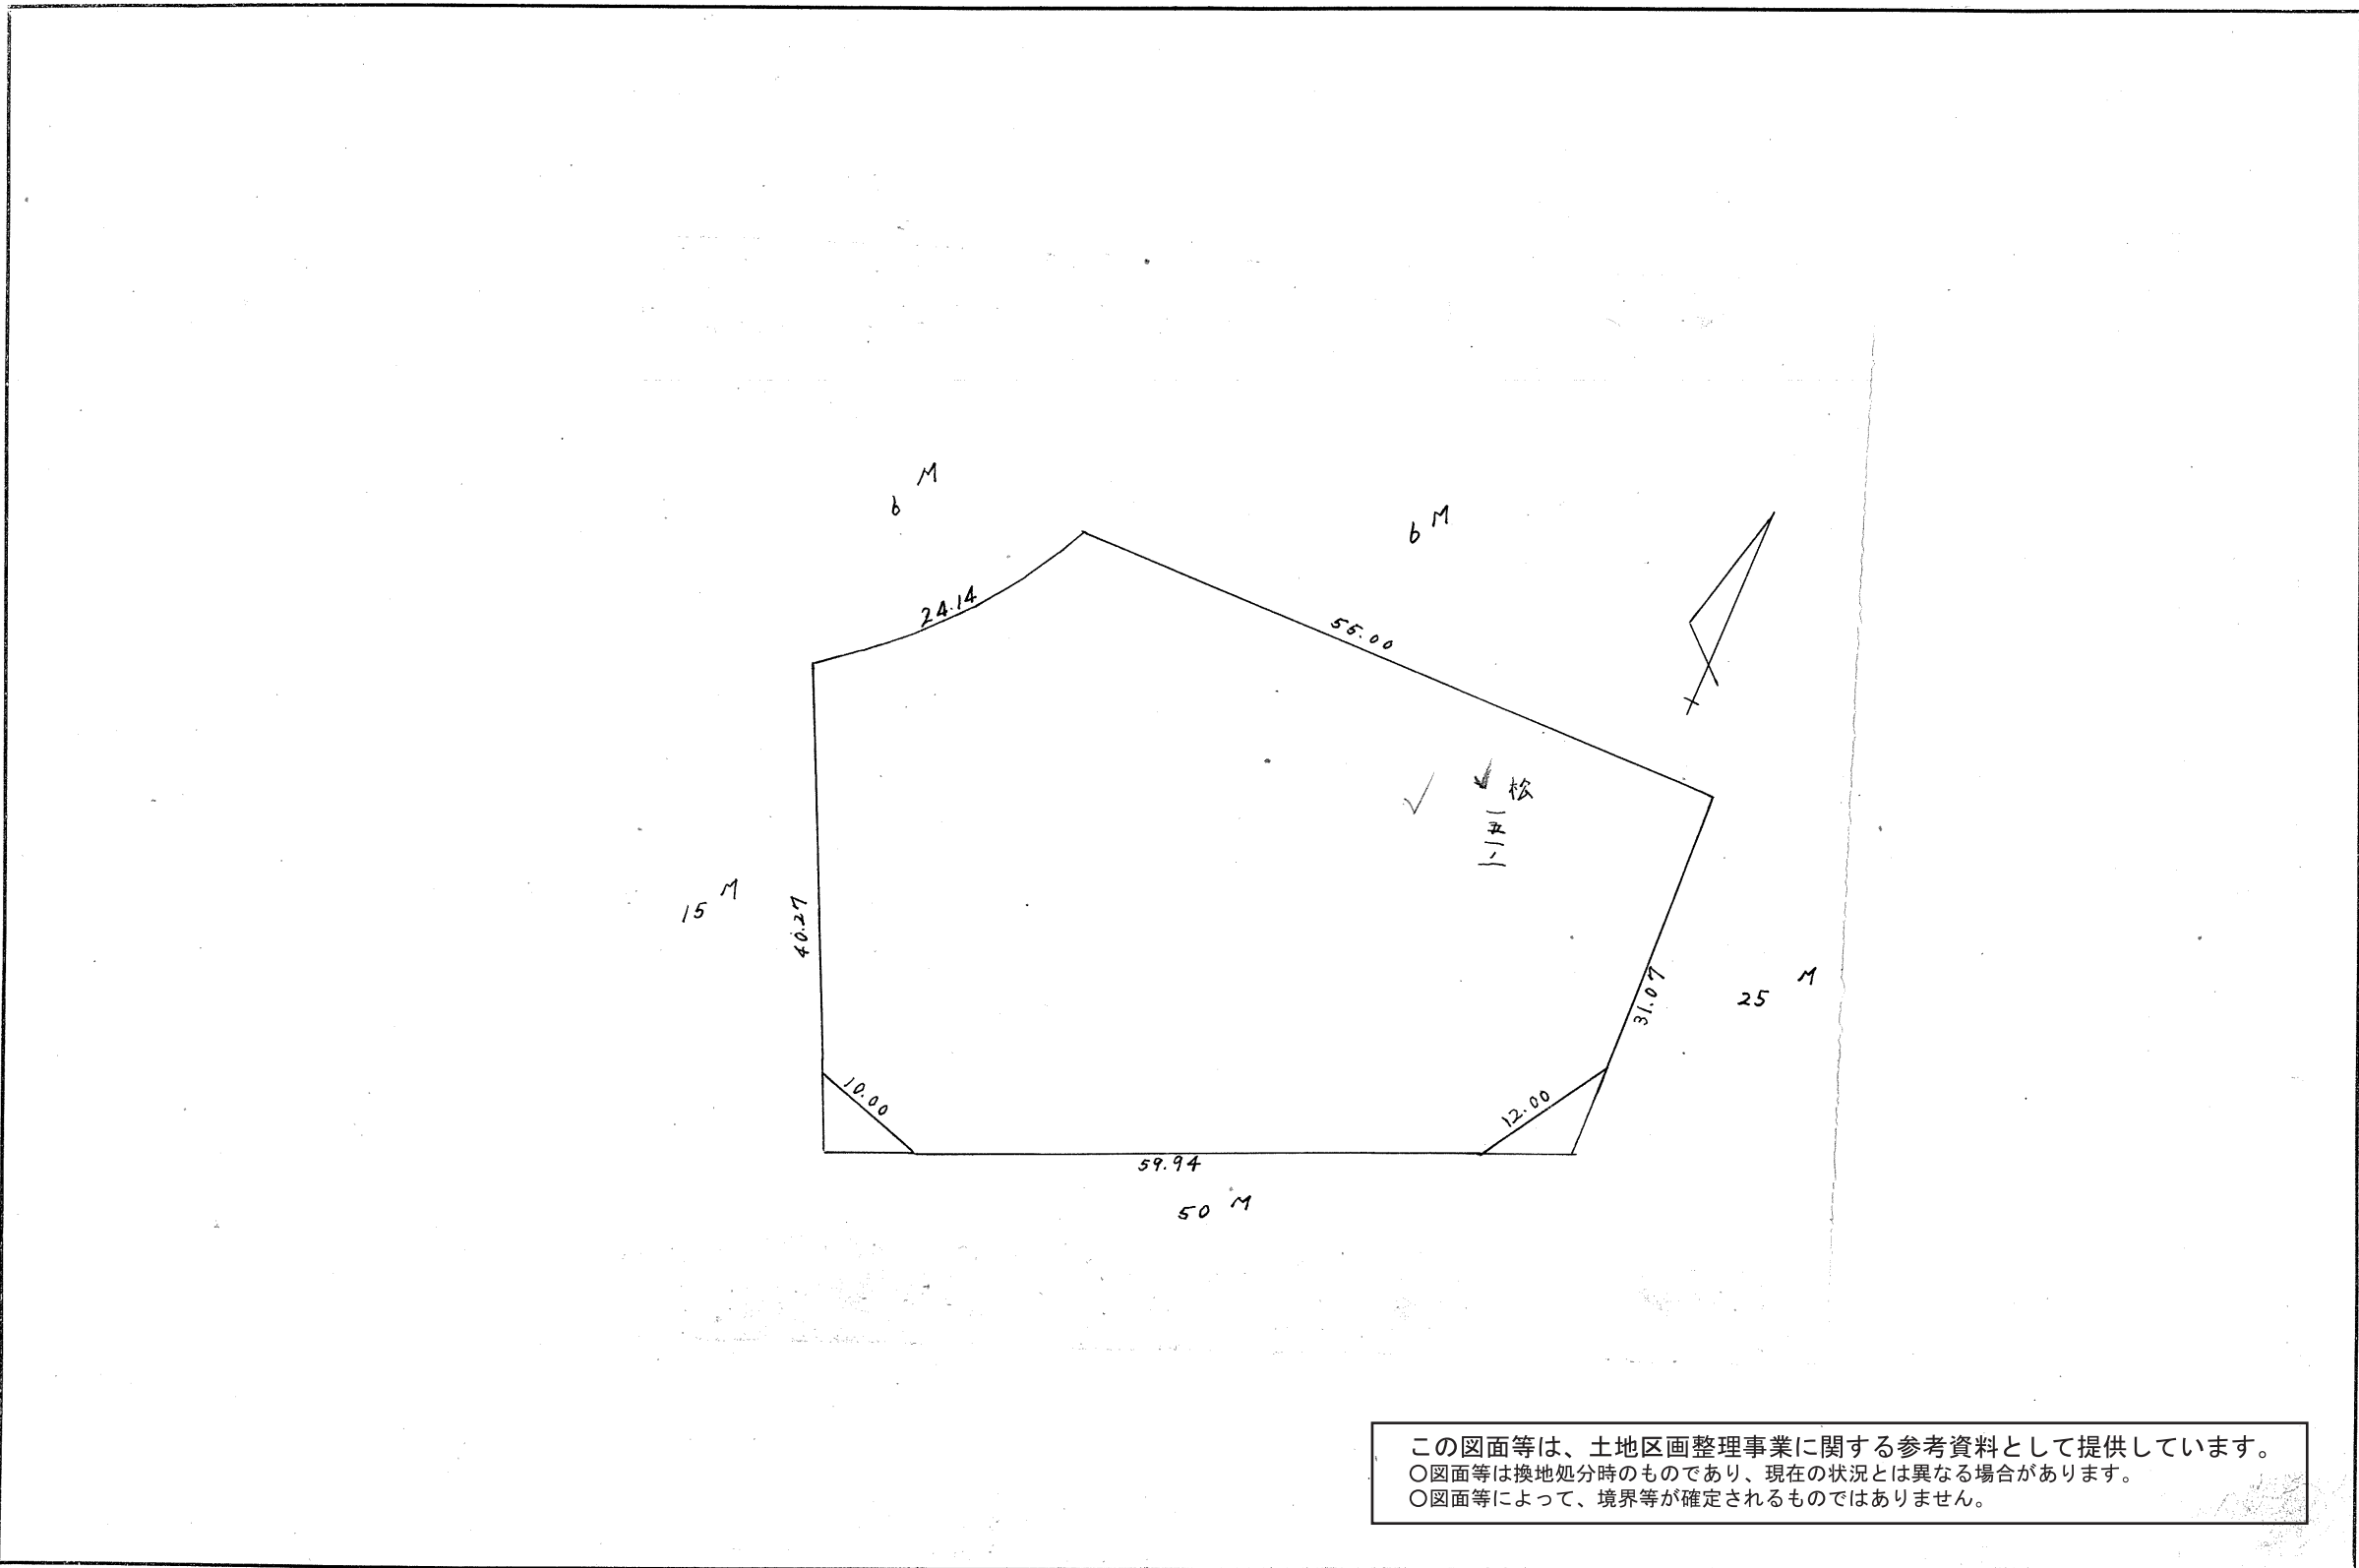 6 M
6 M
24.14
55.00
松
15 M
40.27
31.07
25 M
10.00
12.00
59.94
50 M
この図面等は、土地区画整理事業に関する参考資料として提供しています。
○図面等は換地処分時のものであり、現在の状況とは異なる場合があります。
○図面等によって、境界等が確定されるものではありません。